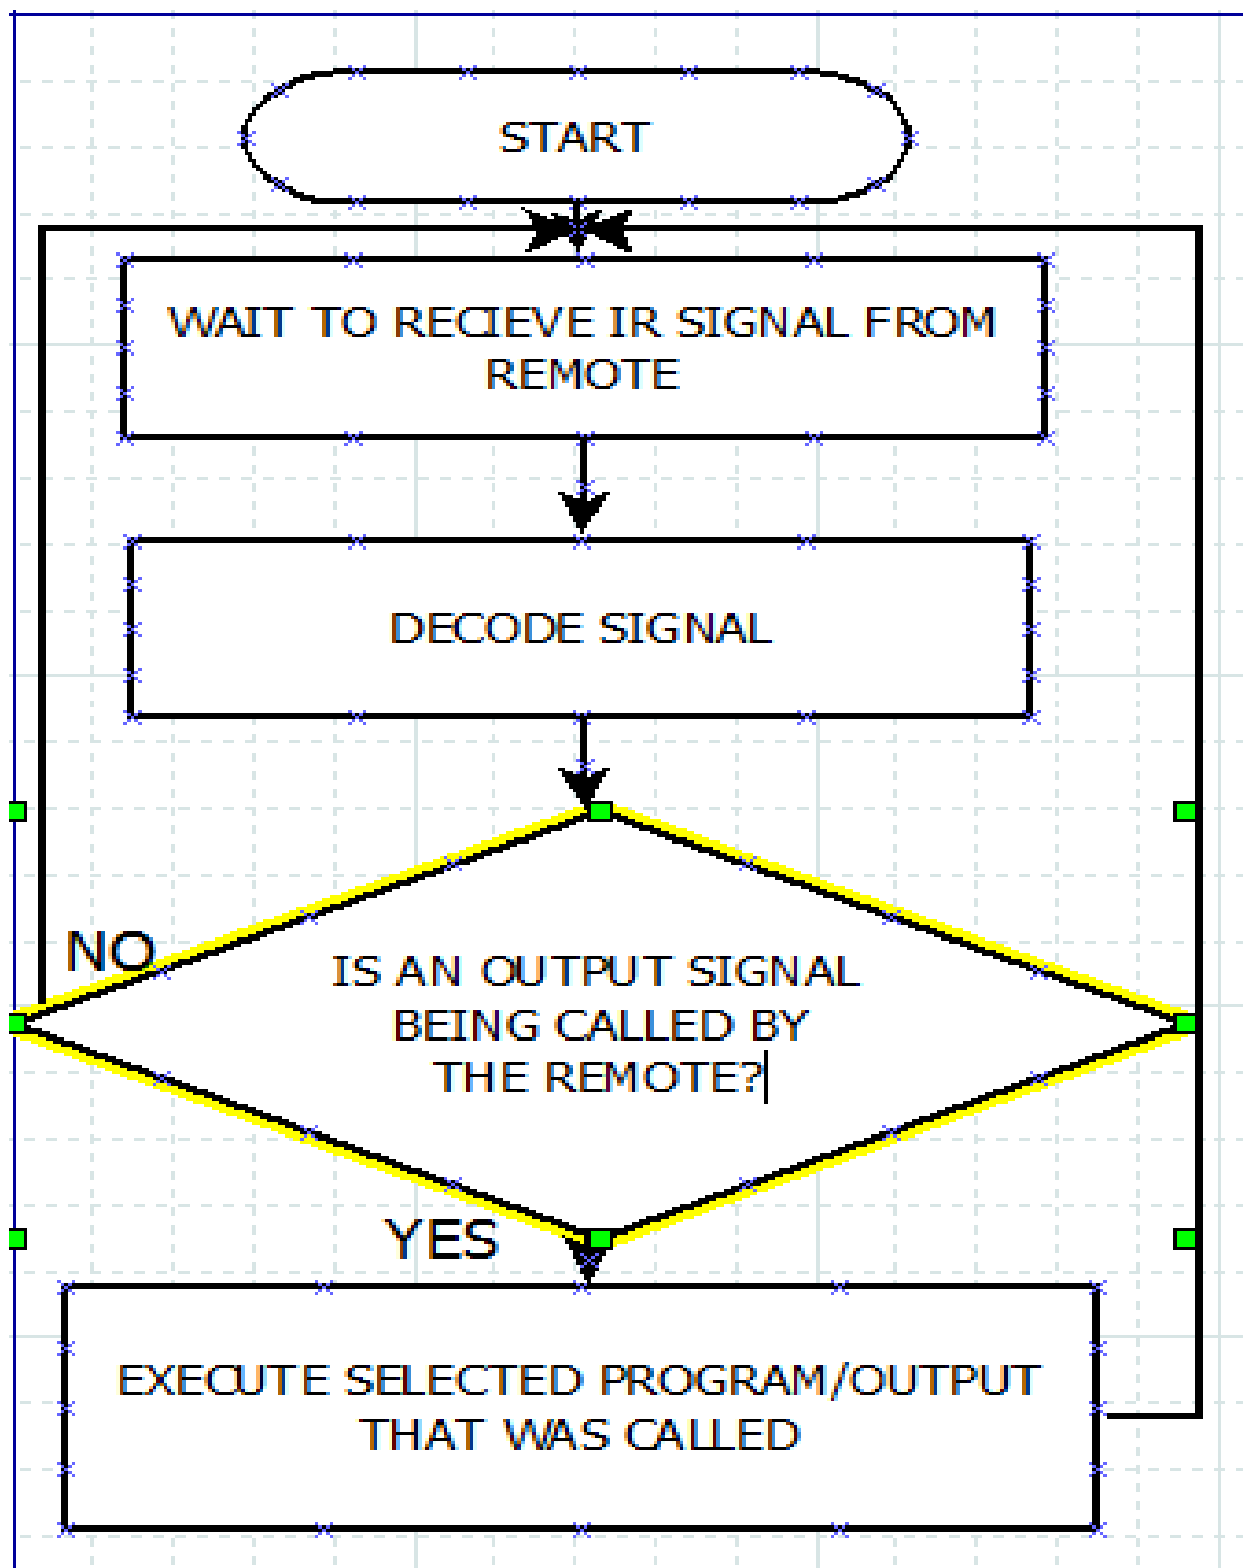 START
WAIT TO RECIEVE IR SIGNAL FROM
REMOTE
DECODE SIGNAL
NO
IS AN OUTPUT SIGNAL
BEING CALLED BY
THE REMOTE?
YES
EXECUTE SELECTED PROGRAM/OUTPUT
THAT WAS CALLED